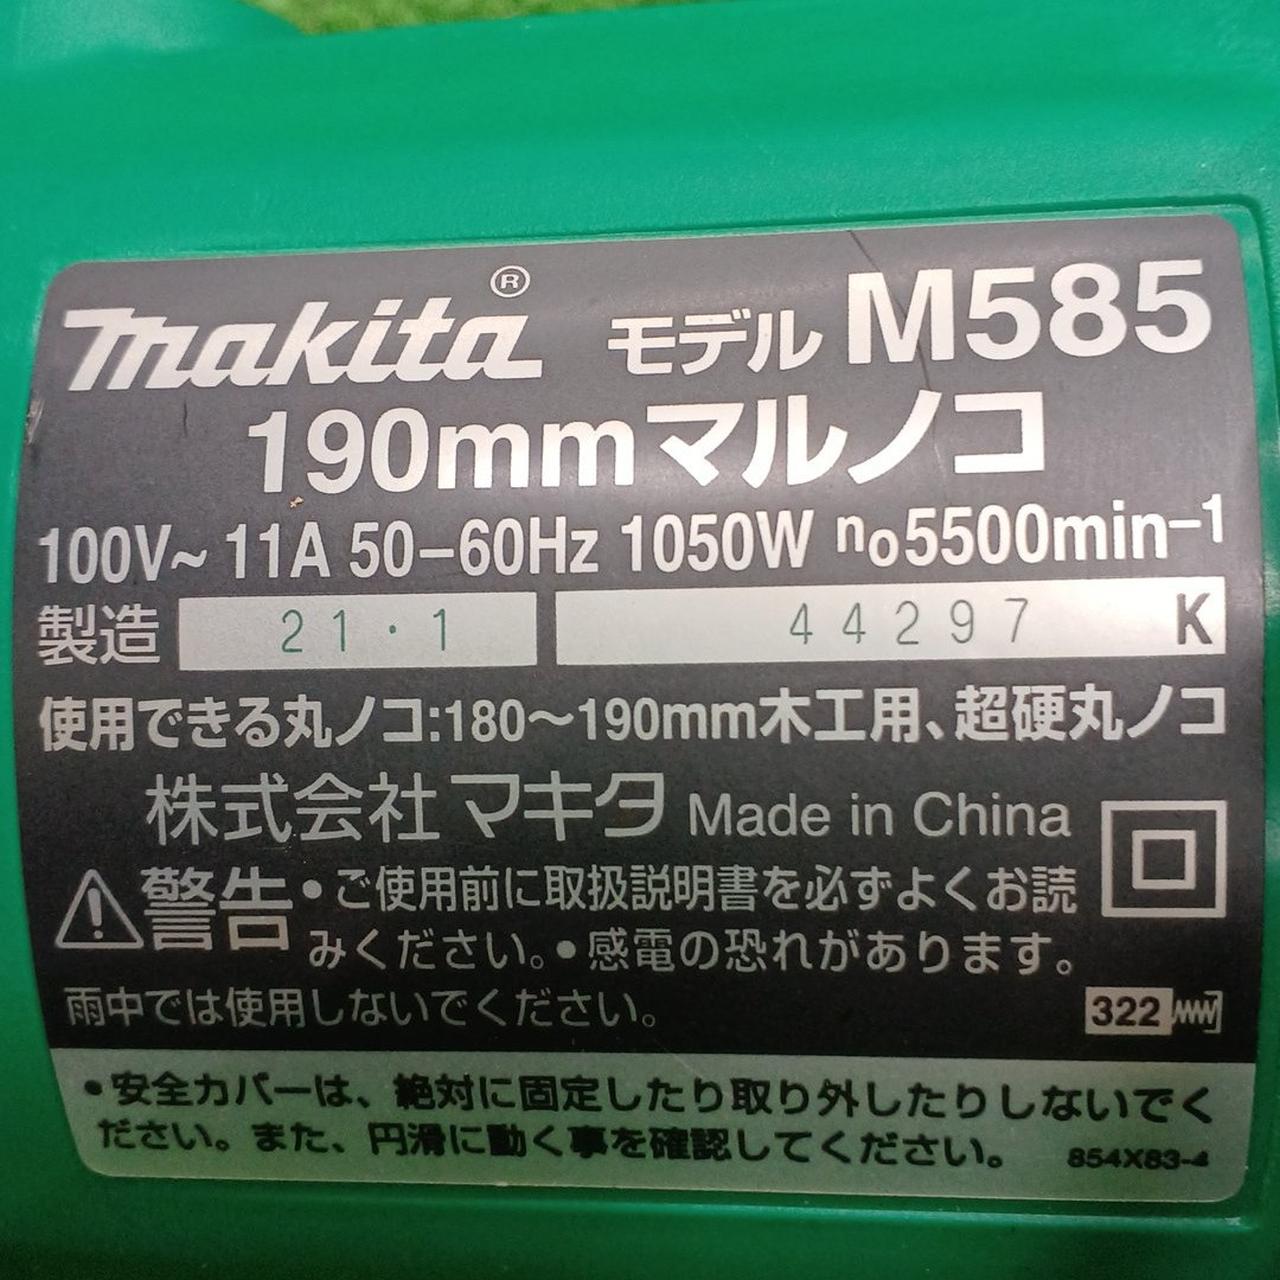 makita® モデル M585
190mmマルノコ
100V~ 11A 50-60Hz 1050W n₀5500min⁻¹
製造 21・1 44297 K
使用できる丸ノコ:180~190mm木工用、超硬丸ノコ
株式会社 マキタ Made in China
警告 •ご使用前に取扱説明書を必ずよくお読
みください。•感電の恐れがあります。
雨中では使用しないでください。 322
•安全カバーは、絶対に固定したり取り外したりしないでく
ださい。また、円滑に動く事を確認してください。 854X83-4